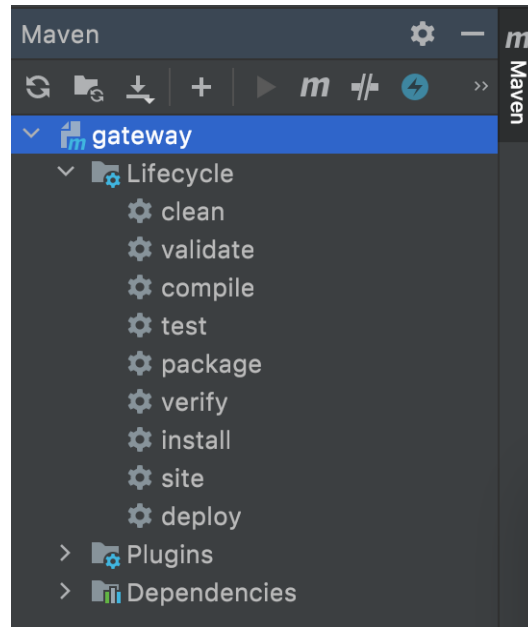 Maven
m
Maven
gateway
Lifecycle
clean
validate
compile
test
package
verify
install
site
deploy
Plugins
Dependencies